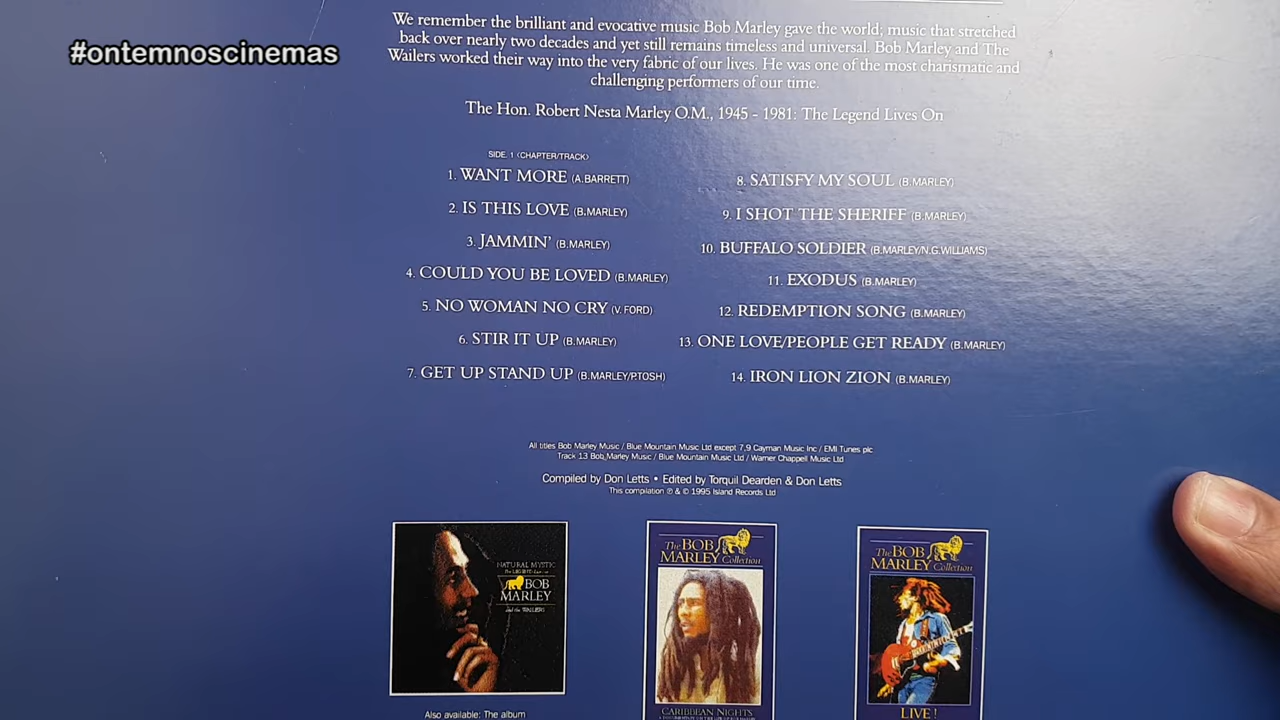 #ontemnoscinemas
We remember the brilliant and evocative music Bob Marley gave the world; music that stretched
back over nearly two decades and yet still remains timeless and universal. Bob Marley and The
Wailers worked their way into the very fabric of our lives. He was one of the most charismatic and
challenging performers of our time.
The Hon. Robert Nesta Marley O.M., 1945 - 1981: The Legend Lives On
SIDE. 1 (CHAPTER/TRACK)
1. WANT MORE (A.BARRETT)
2. IS THIS LOVE (B.MARLEY)
3. JAMMIN' (B.MARLEY)
4. COULD YOU BE LOVED (B.MARLEY)
5. NO WOMAN NO CRY (V. FORD)
6. STIR IT UP (B.MARLEY)
7. GET UP STAND UP (B.MARLEY/P.TOSH)
8. SATISFY MY SOUL (B.MARLEY)
9. I SHOT THE SHERIFF (B.MARLEY)
10. BUFFALO SOLDIER (B.MARLEY/N.G.WILLIAMS)
11. EXODUS (B.MARLEY)
12. REDEMPTION SONG (B.MARLEY)
13. ONE LOVE/PEOPLE GET READY (B.MARLEY)
14. IRON LION ZION (B.MARLEY)
All titles Bob Marley Music / Blue Mountain Music Ltd except 7,9 Cayman Music Inc / EMI Tunes plc
Track 13 Bob Marley Music / Blue Mountain Music Ltd / Warner Chappell Music Ltd
Compiled by Don Letts • Edited by Torquil Dearden & Don Letts
This compilation ℗ & © 1995 Island Records Ltd
NATURAL MYSTIC
BOB
MARLEY
and the WAILERS
Also available: The album
The BOB
MARLEY Collection
CARIBBEAN NIGHTS
The BOB
MARLEY Collection
LIVE!